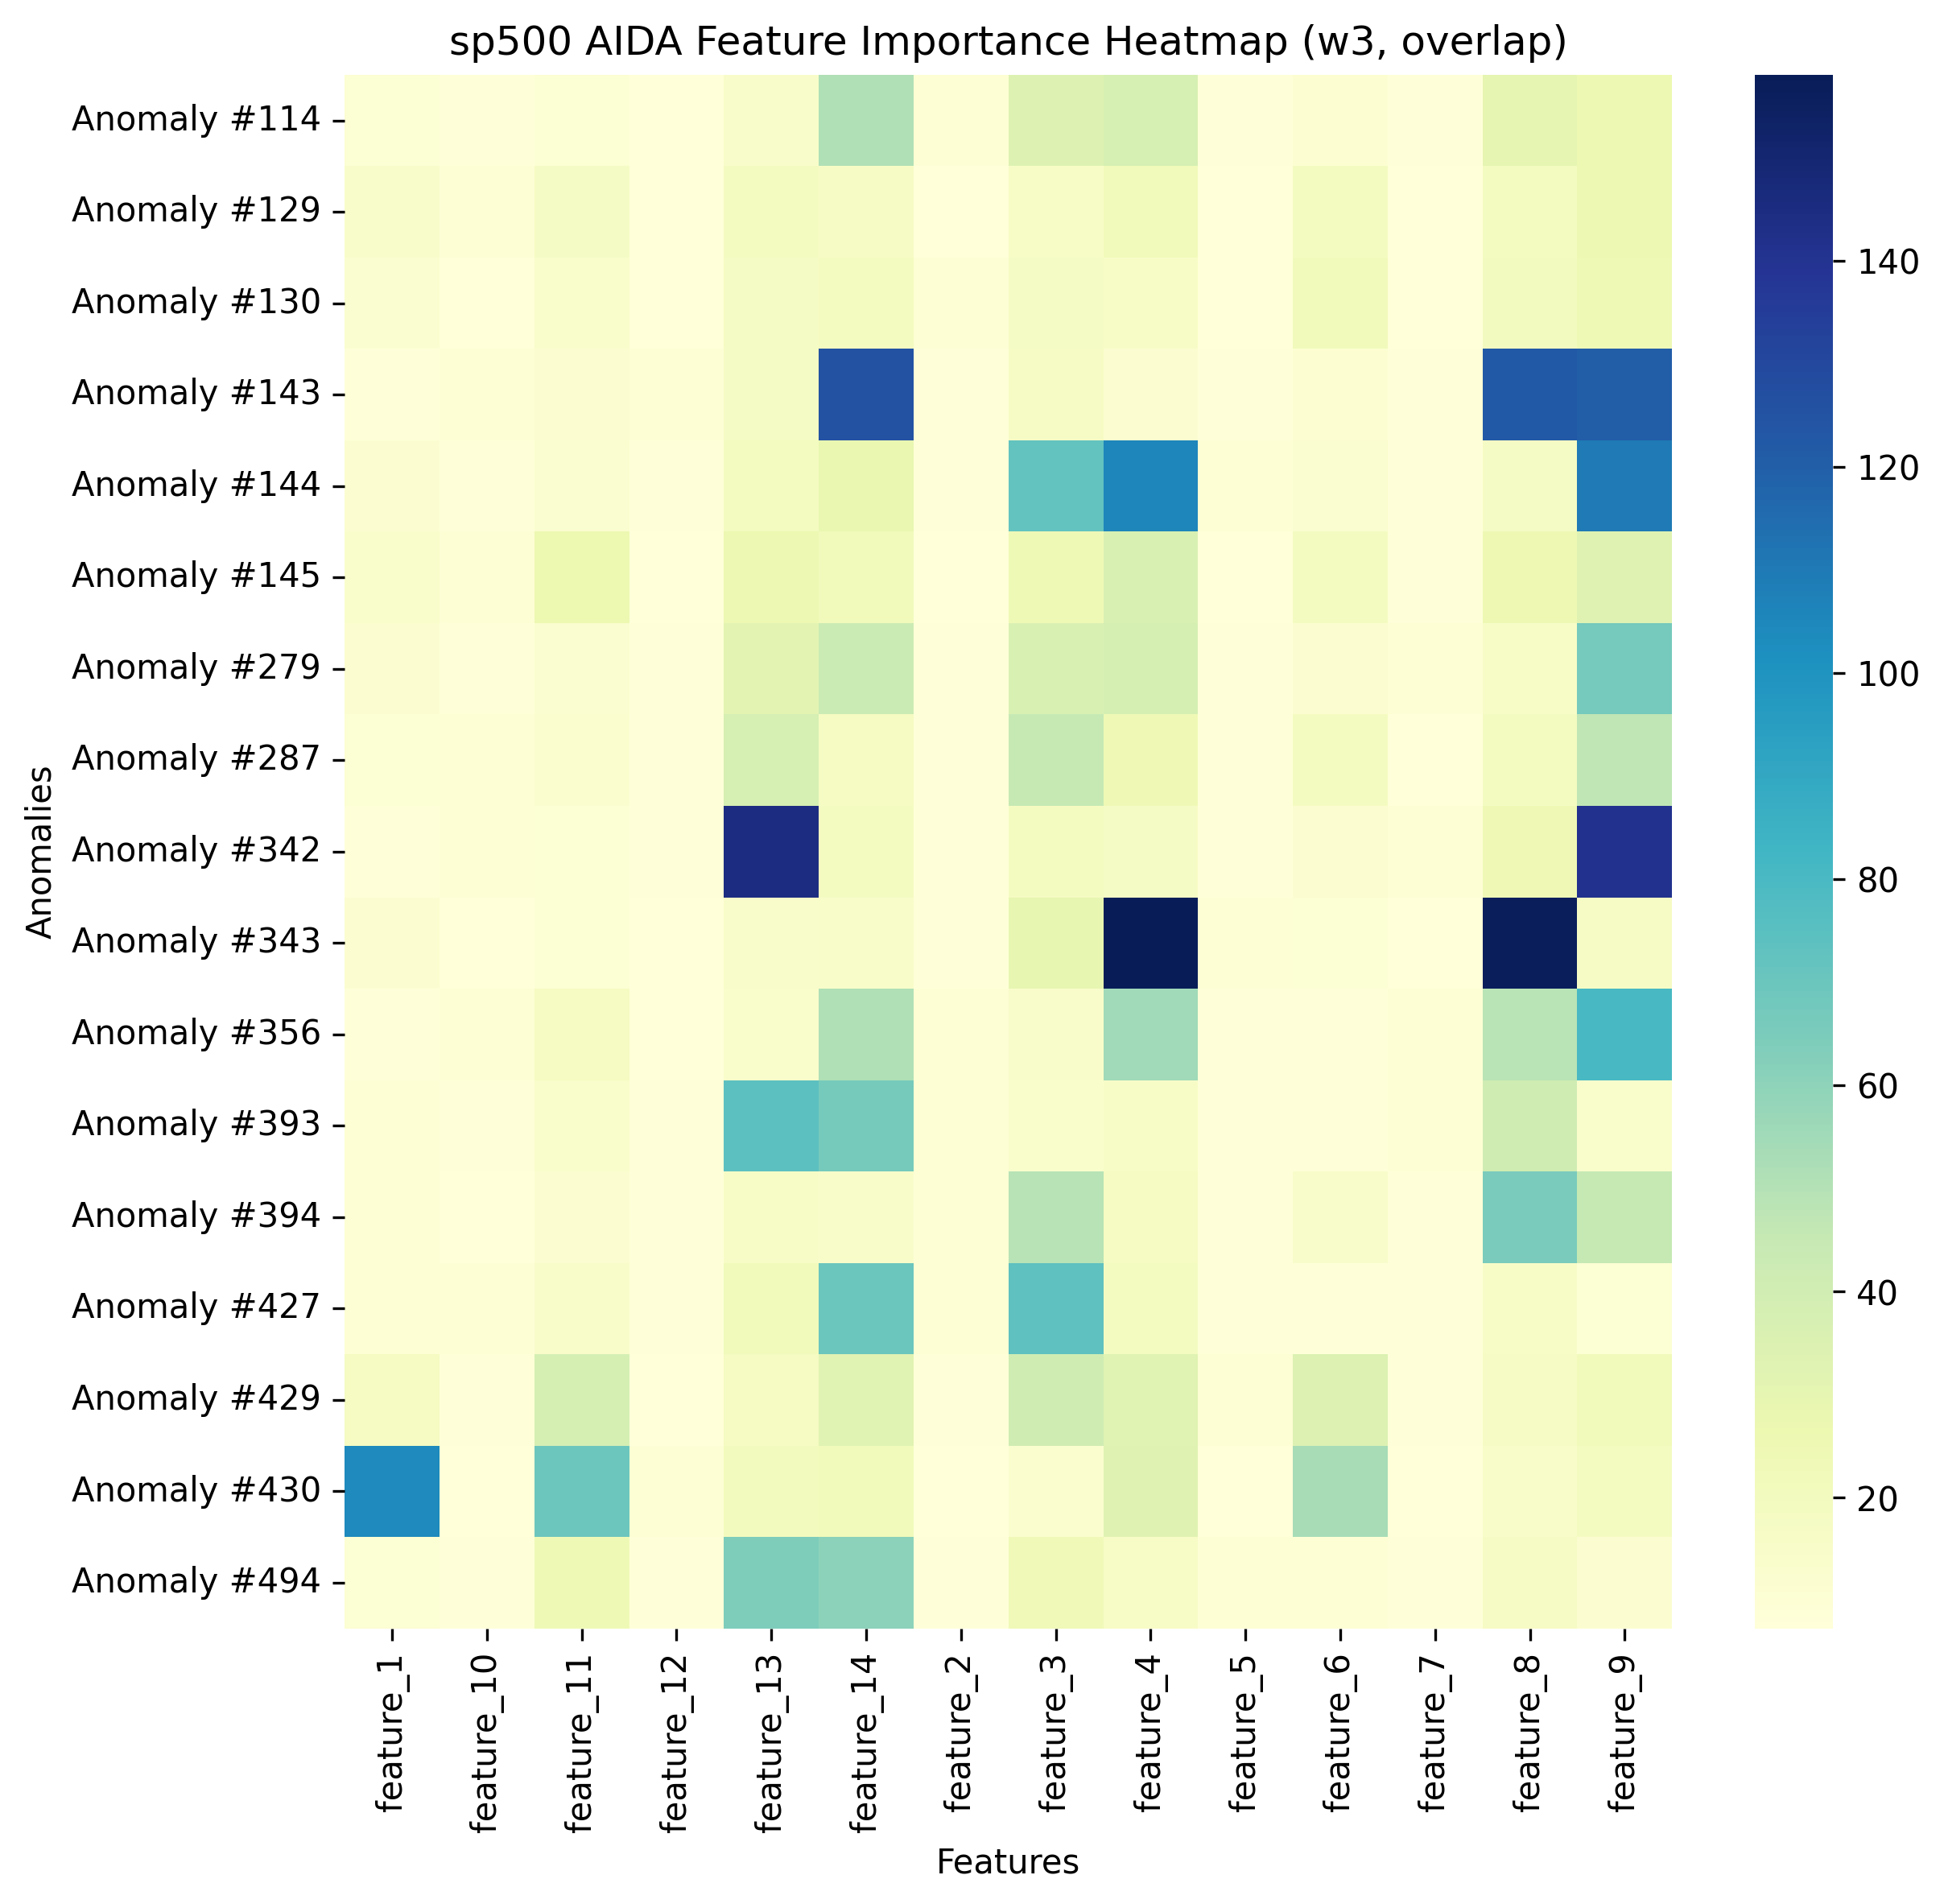 sp500 AIDA Feature Importance Heatmap (w3, overlap)
Anomalies
Anomaly #114
Anomaly #129
Anomaly #130
Anomaly #143
Anomaly #144
Anomaly #145
Anomaly #279
Anomaly #287
Anomaly #342
Anomaly #343
Anomaly #356
Anomaly #393
Anomaly #394
Anomaly #427
Anomaly #429
Anomaly #430
Anomaly #494
feature_1
feature_10
feature_11
feature_12
feature_13
feature_14
feature_2
feature_3
feature_4
feature_5
feature_6
feature_7
feature_8
feature_9
Features
140
120
100
80
60
40
20